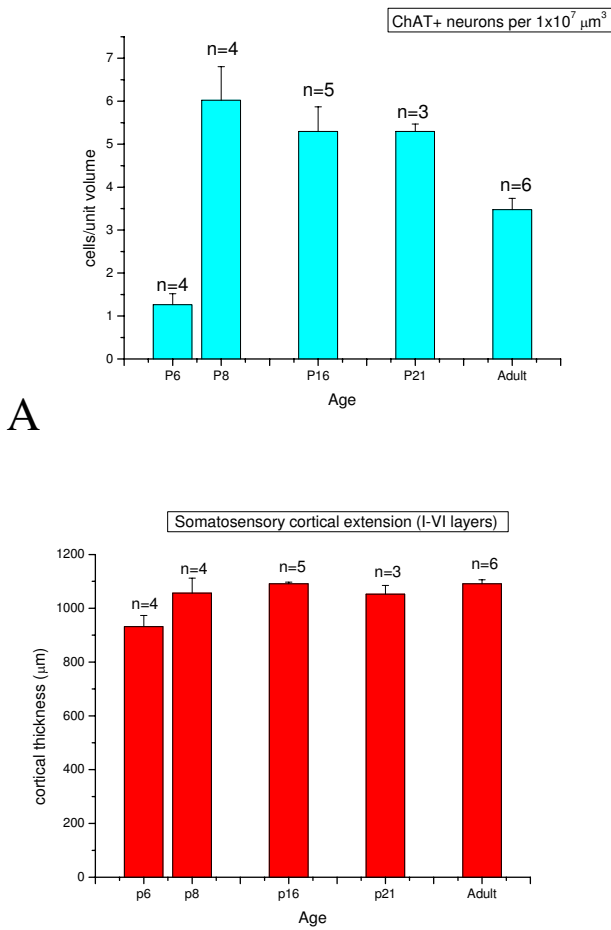 ChAT+ neurons per 1x10⁷ μm³
n=4
n=5
n=3
n=6
n=4
7
6
5
4
3
2
1
0
cells/unit volume
P6 P8 P16 P21 Adult
Age
A
Somatosensory cortical extension (I-VI layers)
n=4 n=4 n=5 n=3 n=6
1200
1000
800
600
400
200
0
cortical thickness (μm)
p6 p8 p16 p21 Adult
Age